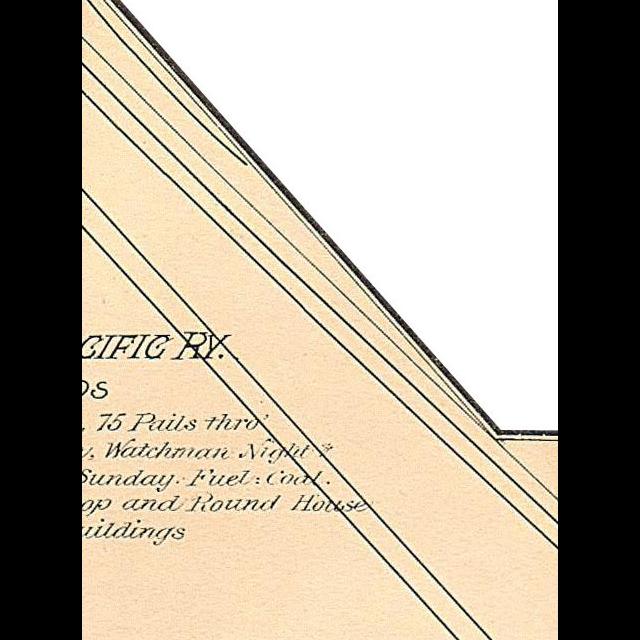 CIFIC RY.
DS
, 75 Pails thro'
Watchman Night &
Sunday. Fuel: Coal.
op and Round House
uildings